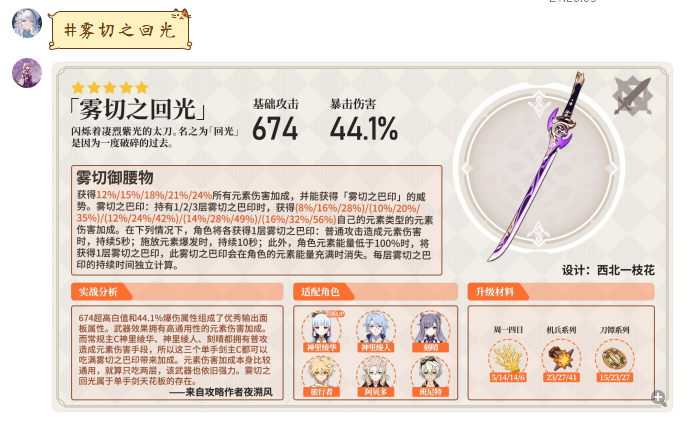 #雾切之回光
「雾切之回光」
闪烁着凄烈紫光的太刀。名之为「回光」
是因为一度破碎的过去。
基础攻击
674
暴击伤害
44.1%
雾切御腰物
获得12%/15%/18%/21%/24%所有元素伤害加成，并能获得「雾切之巴印」的威
势。雾切之巴印：持有1/2/3层雾切之巴印时，获得(8%/16%/28%)/(10%/20%/
35%)/(12%/24%/42%)/(14%/28%/49%)/(16%/32%/56%)自己的元素类型的元素
伤害加成。在下列情况下，角色将各获得1层雾切之巴印：普通攻击造成元素伤害
时，持续5秒；施放元素爆发时，持续10秒；此外，角色元素能量低于100%时，将
获得1层雾切之巴印，此雾切之巴印会在角色的元素能量充满时消失。每层雾切之巴
印的持续时间独立计算。
设计：西北一枝花
实战分析
674超高白值和44.1%爆伤属性组成了优秀输出面
板属性。武器效果拥有高通用性的元素伤害加成。
而常规主C神里绫华、神里绫人、刻晴都拥有普攻
造成元素伤害手段，所以这三个单手剑主C都可以
吃满雾切之巴印带来加成。元素伤害加成本身比较
通用，就算只吃两层，该武器也依旧强力。雾切之
回光属于单手剑天花板的存在。
——来自攻略作者夜溯风
适配角色
神里绫华
神里绫人
刻晴
旅行者
阿贝多
班尼特
升级材料
周一四日
5/14/14/6
机兵系列
23/27/41
刀镡系列
15/23/27